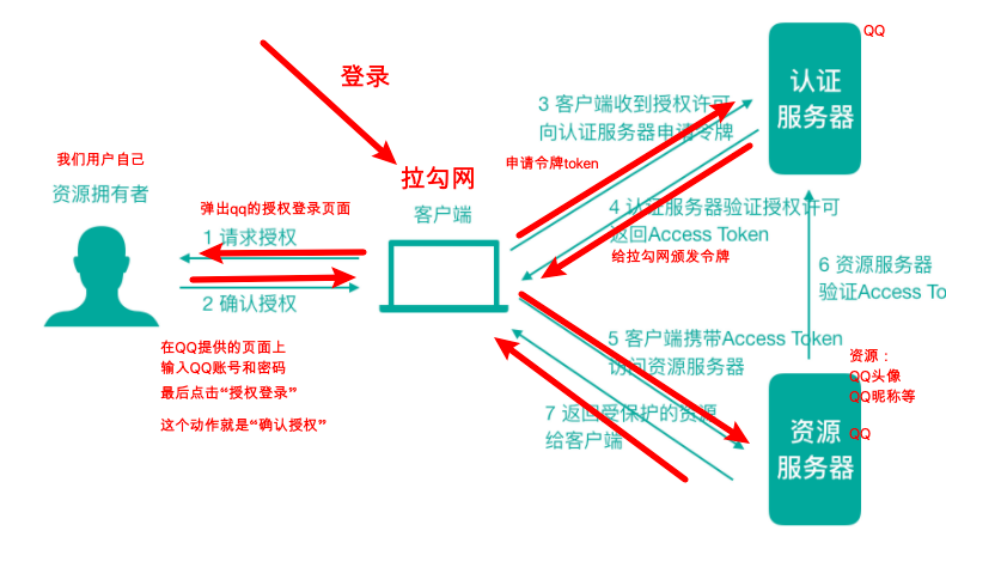 QQ
登录
认证
服务器
3 客户端收到授权许可
向认证服务器申请令牌
我们用户自己
资源拥有者
申请令牌token
拉勾网
客户端
弹出qq的授权登录页面
1 请求授权
4 认证服务器验证授权许可
返回Access Token
给拉勾网颁发令牌
6 资源服务器
验证Access To
2 确认授权
在QQ提供的页面上
输入QQ账号和密码
最后点击“授权登录”
这个动作就是“确认授权”
5 客户端携带Access Token
访问资源服务器
资源：
QQ头像
QQ昵称等
7 返回受保护的资源
给客户端
QQ
资源
服务器